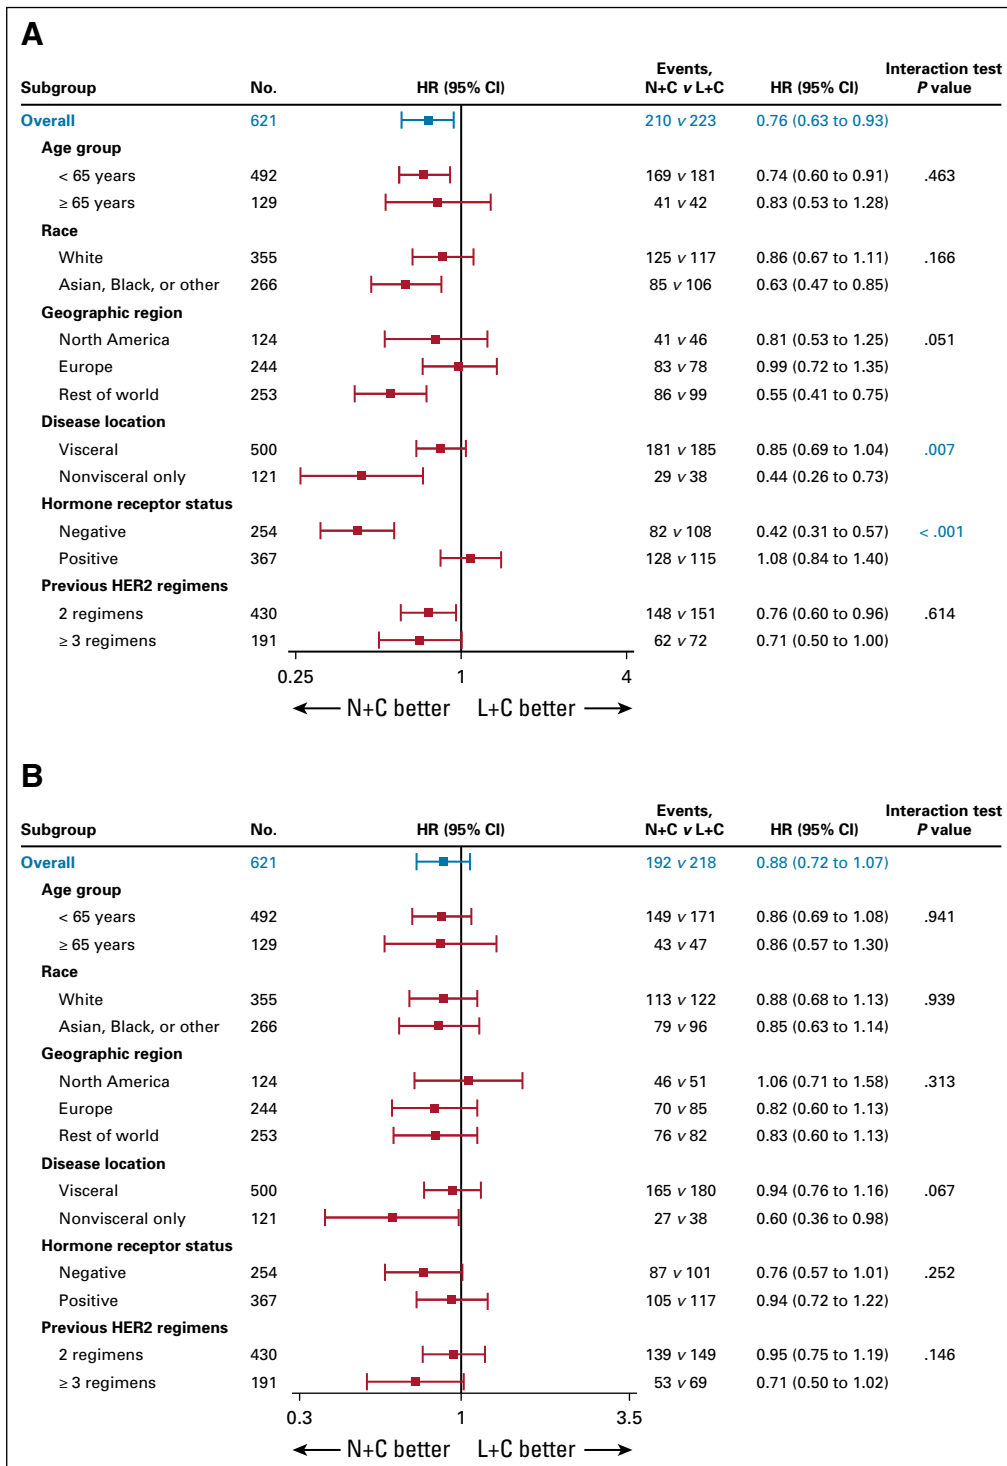 A
Subgroup No. HR (95% CI) Events, N+C v L+C HR (95% CI) Interaction test P value
Overall 621 210 v 223 0.76 (0.63 to 0.93)
Age group
< 65 years 492 169 v 181 0.74 (0.60 to 0.91) .463
≥ 65 years 129 41 v 42 0.83 (0.53 to 1.28)
Race
White 355 125 v 117 0.86 (0.67 to 1.11) .166
Asian, Black, or other 266 85 v 106 0.63 (0.47 to 0.85)
Geographic region
North America 124 41 v 46 0.81 (0.53 to 1.25) .051
Europe 244 83 v 78 0.99 (0.72 to 1.35)
Rest of world 253 86 v 99 0.55 (0.41 to 0.75)
Disease location
Visceral 500 181 v 185 0.85 (0.69 to 1.04) .007
Nonvisceral only 121 29 v 38 0.44 (0.26 to 0.73)
Hormone receptor status
Negative 254 82 v 108 0.42 (0.31 to 0.57) < .001
Positive 367 128 v 115 1.08 (0.84 to 1.40)
Previous HER2 regimens
2 regimens 430 148 v 151 0.76 (0.60 to 0.96) .614
≥ 3 regimens 191 62 v 72 0.71 (0.50 to 1.00)
0.25 1 4
N+C better L+C better
B
Subgroup No. HR (95% CI) Events, N+C v L+C HR (95% CI) Interaction test P value
Overall 621 192 v 218 0.88 (0.72 to 1.07)
Age group
< 65 years 492 149 v 171 0.86 (0.69 to 1.08) .941
≥ 65 years 129 43 v 47 0.86 (0.57 to 1.30)
Race
White 355 113 v 122 0.88 (0.68 to 1.13) .939
Asian, Black, or other 266 79 v 96 0.85 (0.63 to 1.14)
Geographic region
North America 124 46 v 51 1.06 (0.71 to 1.58) .313
Europe 244 70 v 85 0.82 (0.60 to 1.13)
Rest of world 253 76 v 82 0.83 (0.60 to 1.13)
Disease location
Visceral 500 165 v 180 0.94 (0.76 to 1.16) .067
Nonvisceral only 121 27 v 38 0.60 (0.36 to 0.98)
Hormone receptor status
Negative 254 87 v 101 0.76 (0.57 to 1.01) .252
Positive 367 105 v 117 0.94 (0.72 to 1.22)
Previous HER2 regimens
2 regimens 430 139 v 149 0.95 (0.75 to 1.19) .146
≥ 3 regimens 191 53 v 69 0.71 (0.50 to 1.02)
0.3 1 3.5
N+C better L+C better